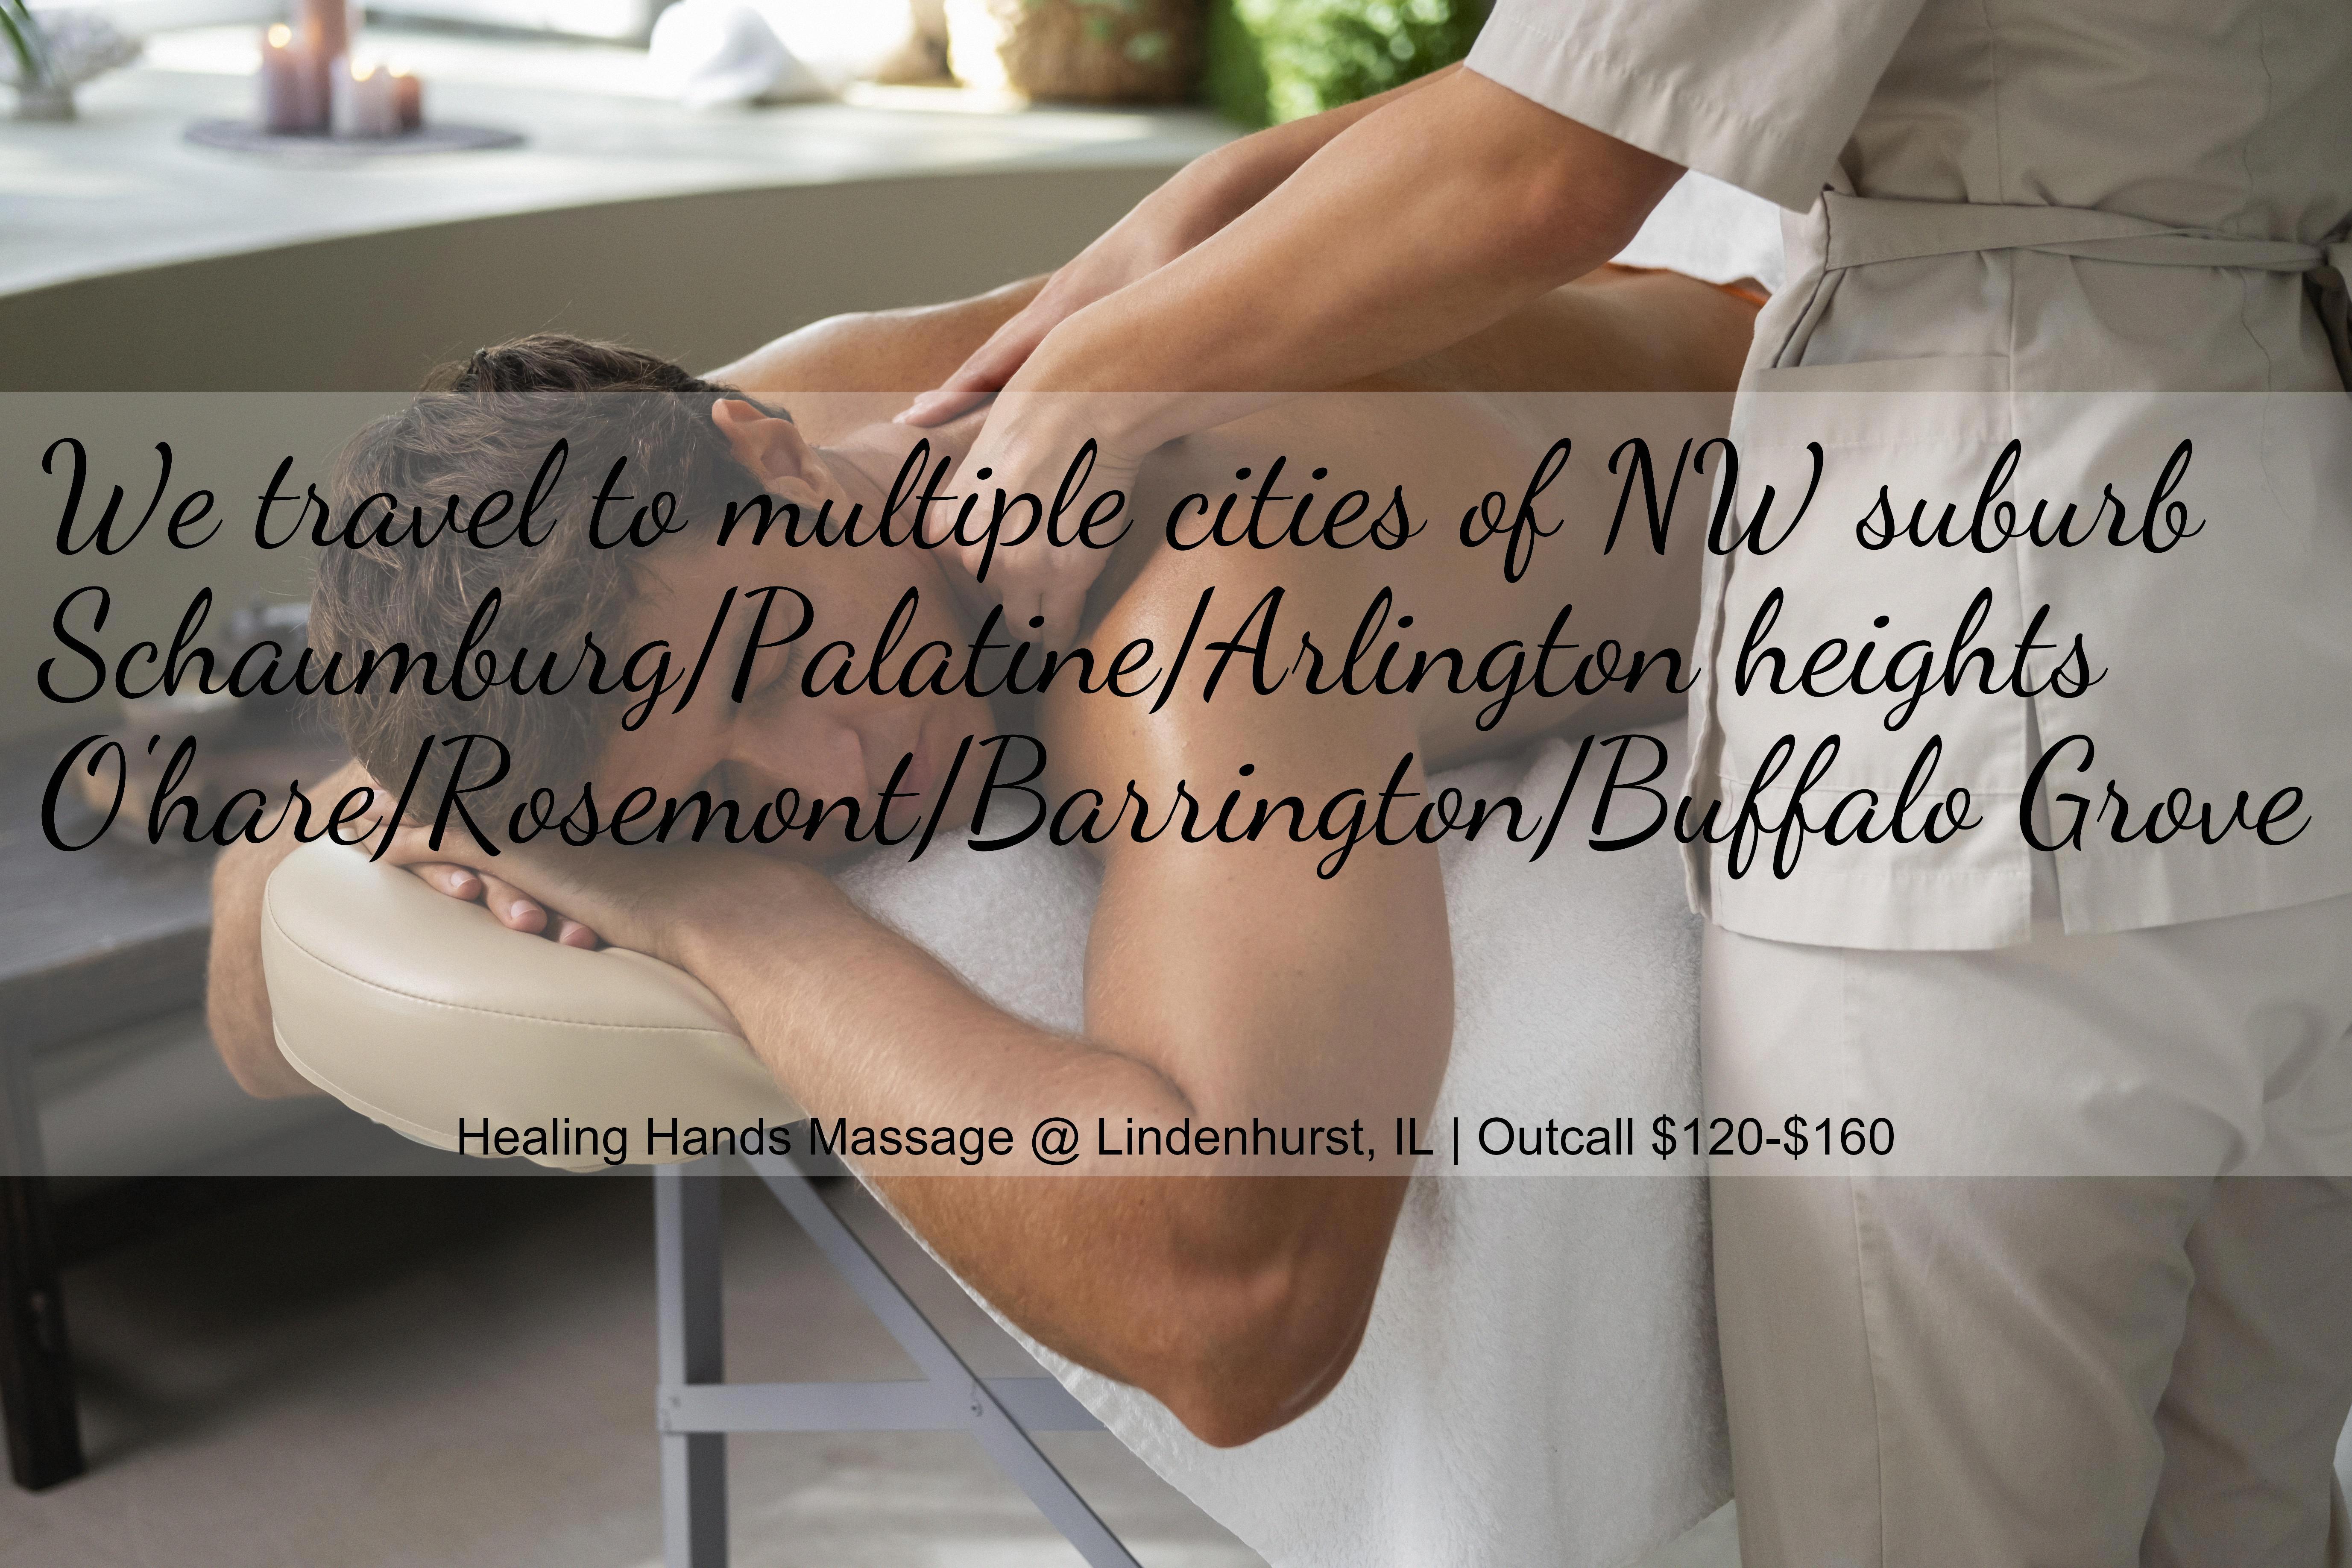 We travel to multiple cities of NW suburb
Schaumburg/Palatine/Arlington heights
O'hare/Rosemont/Barrington/Buffalo Grove
Healing Hands Massage @ Lindenhurst, IL | Outcall $120-$160